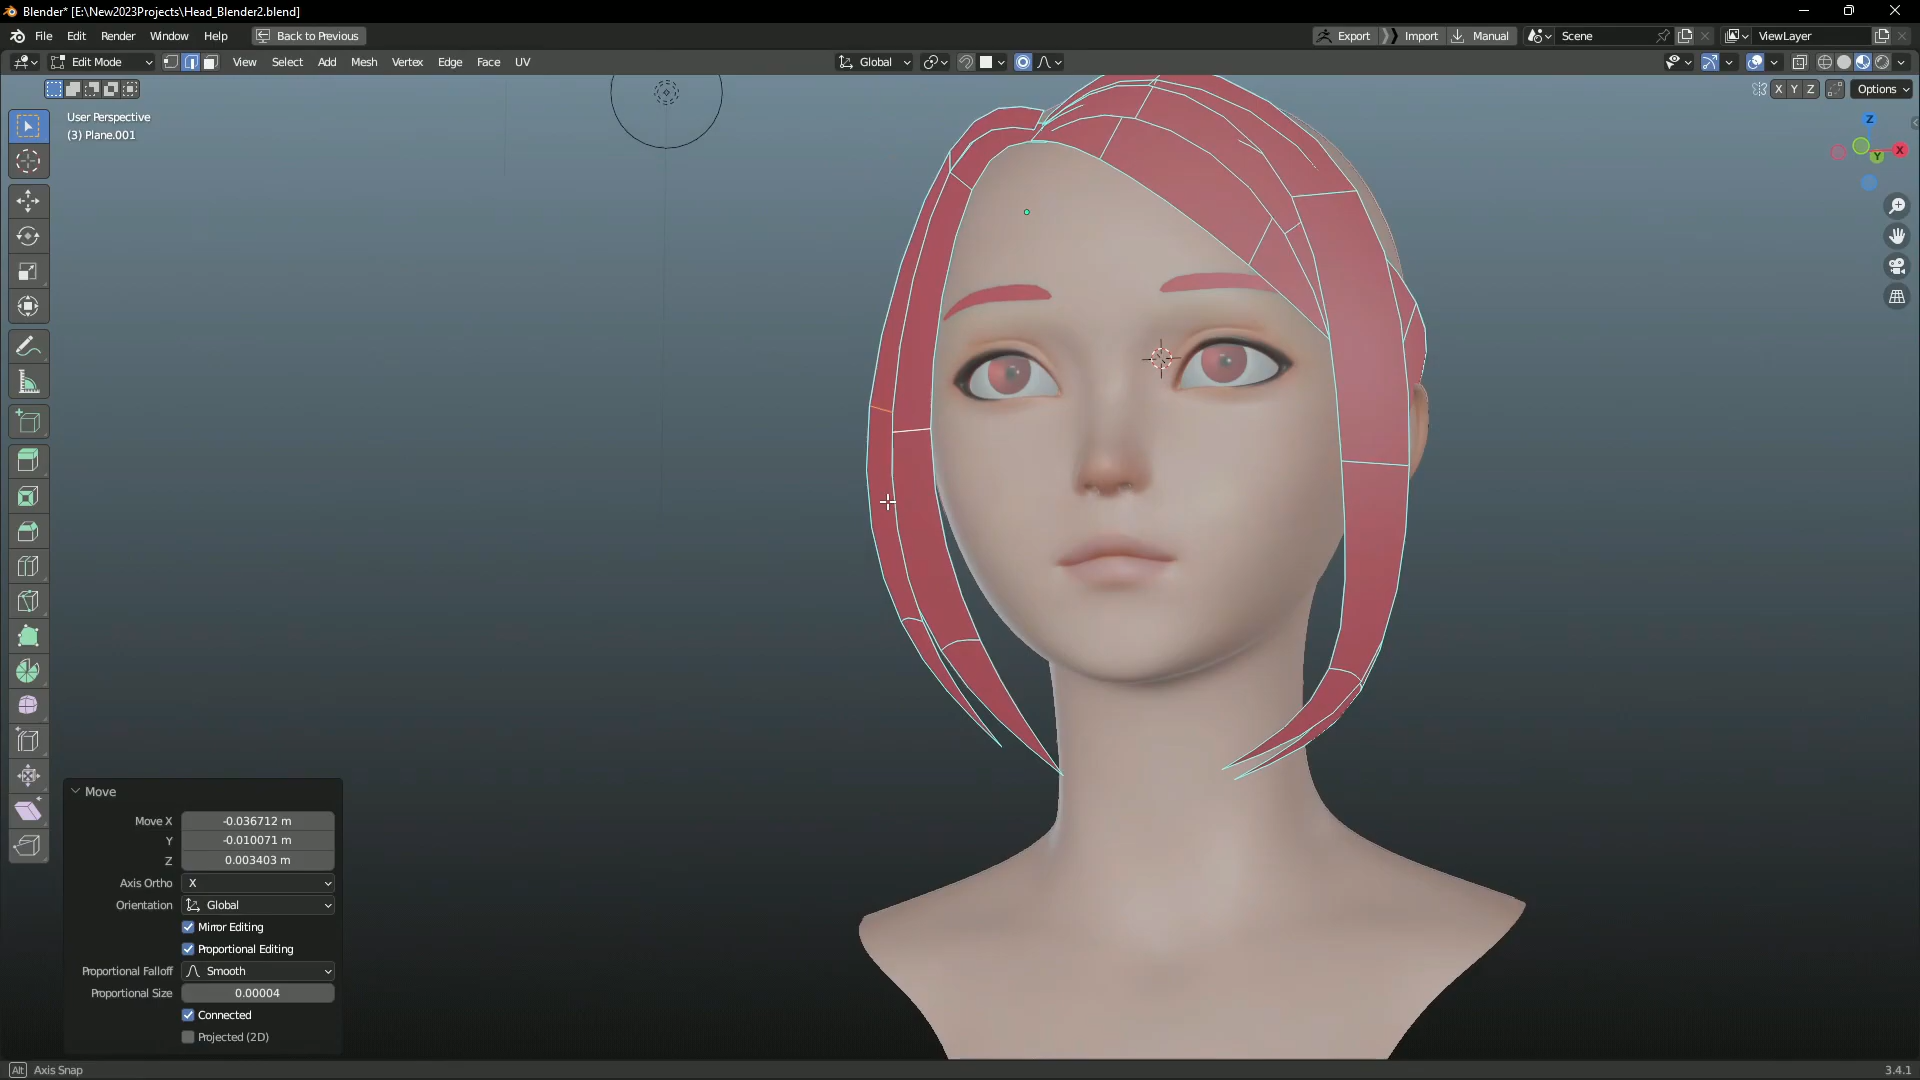 Blender* [E:\New2023Projects\Head_Blender2.blend]
File Edit Render Window Help Back to Previous Export Import Manual Scene ViewLayer
Edit Mode View Select Add Mesh Vertex Edge Face UV Global
X Y Z Options
User Perspective
(3) Plane.001
Z
X
Y
Move
Move X -0.036712 m
Y -0.010071 m
Z 0.003403 m
Axis Ortho X
Orientation Global
Mirror Editing
Proportional Editing
Proportional Falloff Smooth
Proportional Size 0.00004
Connected
Projected (2D)
Alt Axis Snap 3.4.1